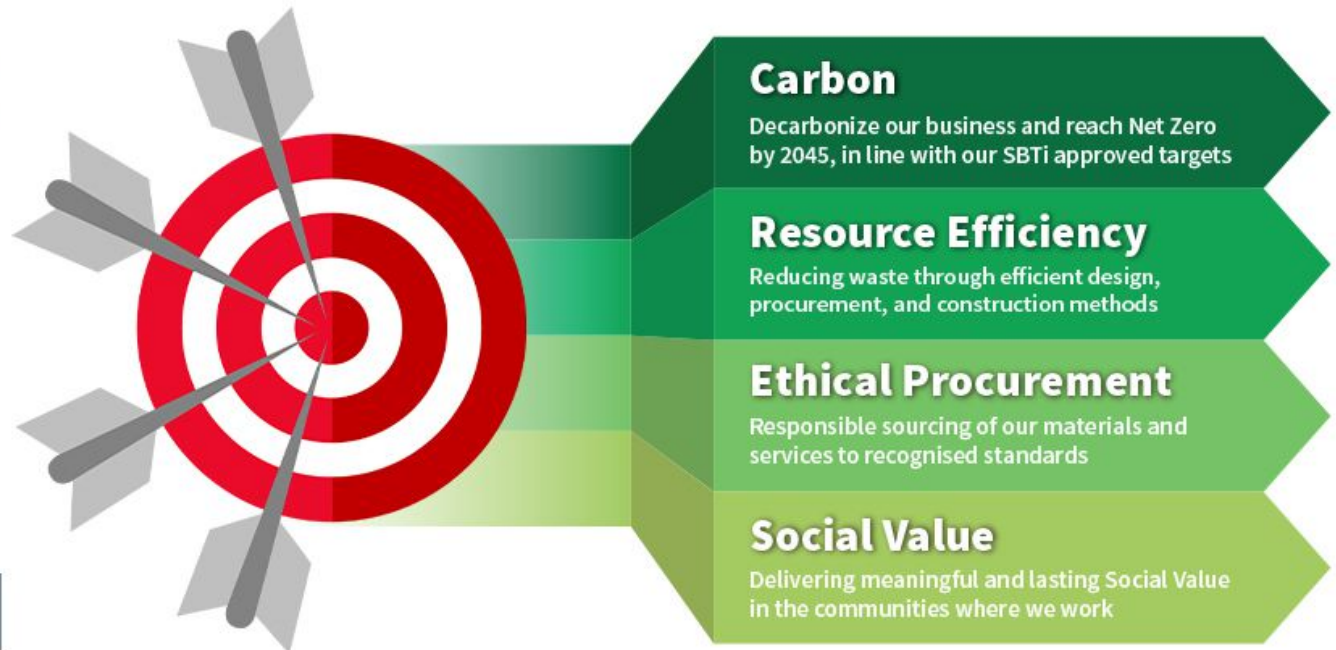 Carbon
Decarbonize our business and reach Net Zero
by 2045, in line with our SBTi approved targets
Resource Efficiency
Reducing waste through efficient design,
procurement, and construction methods
Ethical Procurement
Responsible sourcing of our materials and
services to recognised standards
Social Value
Delivering meaningful and lasting Social Value
in the communities where we work